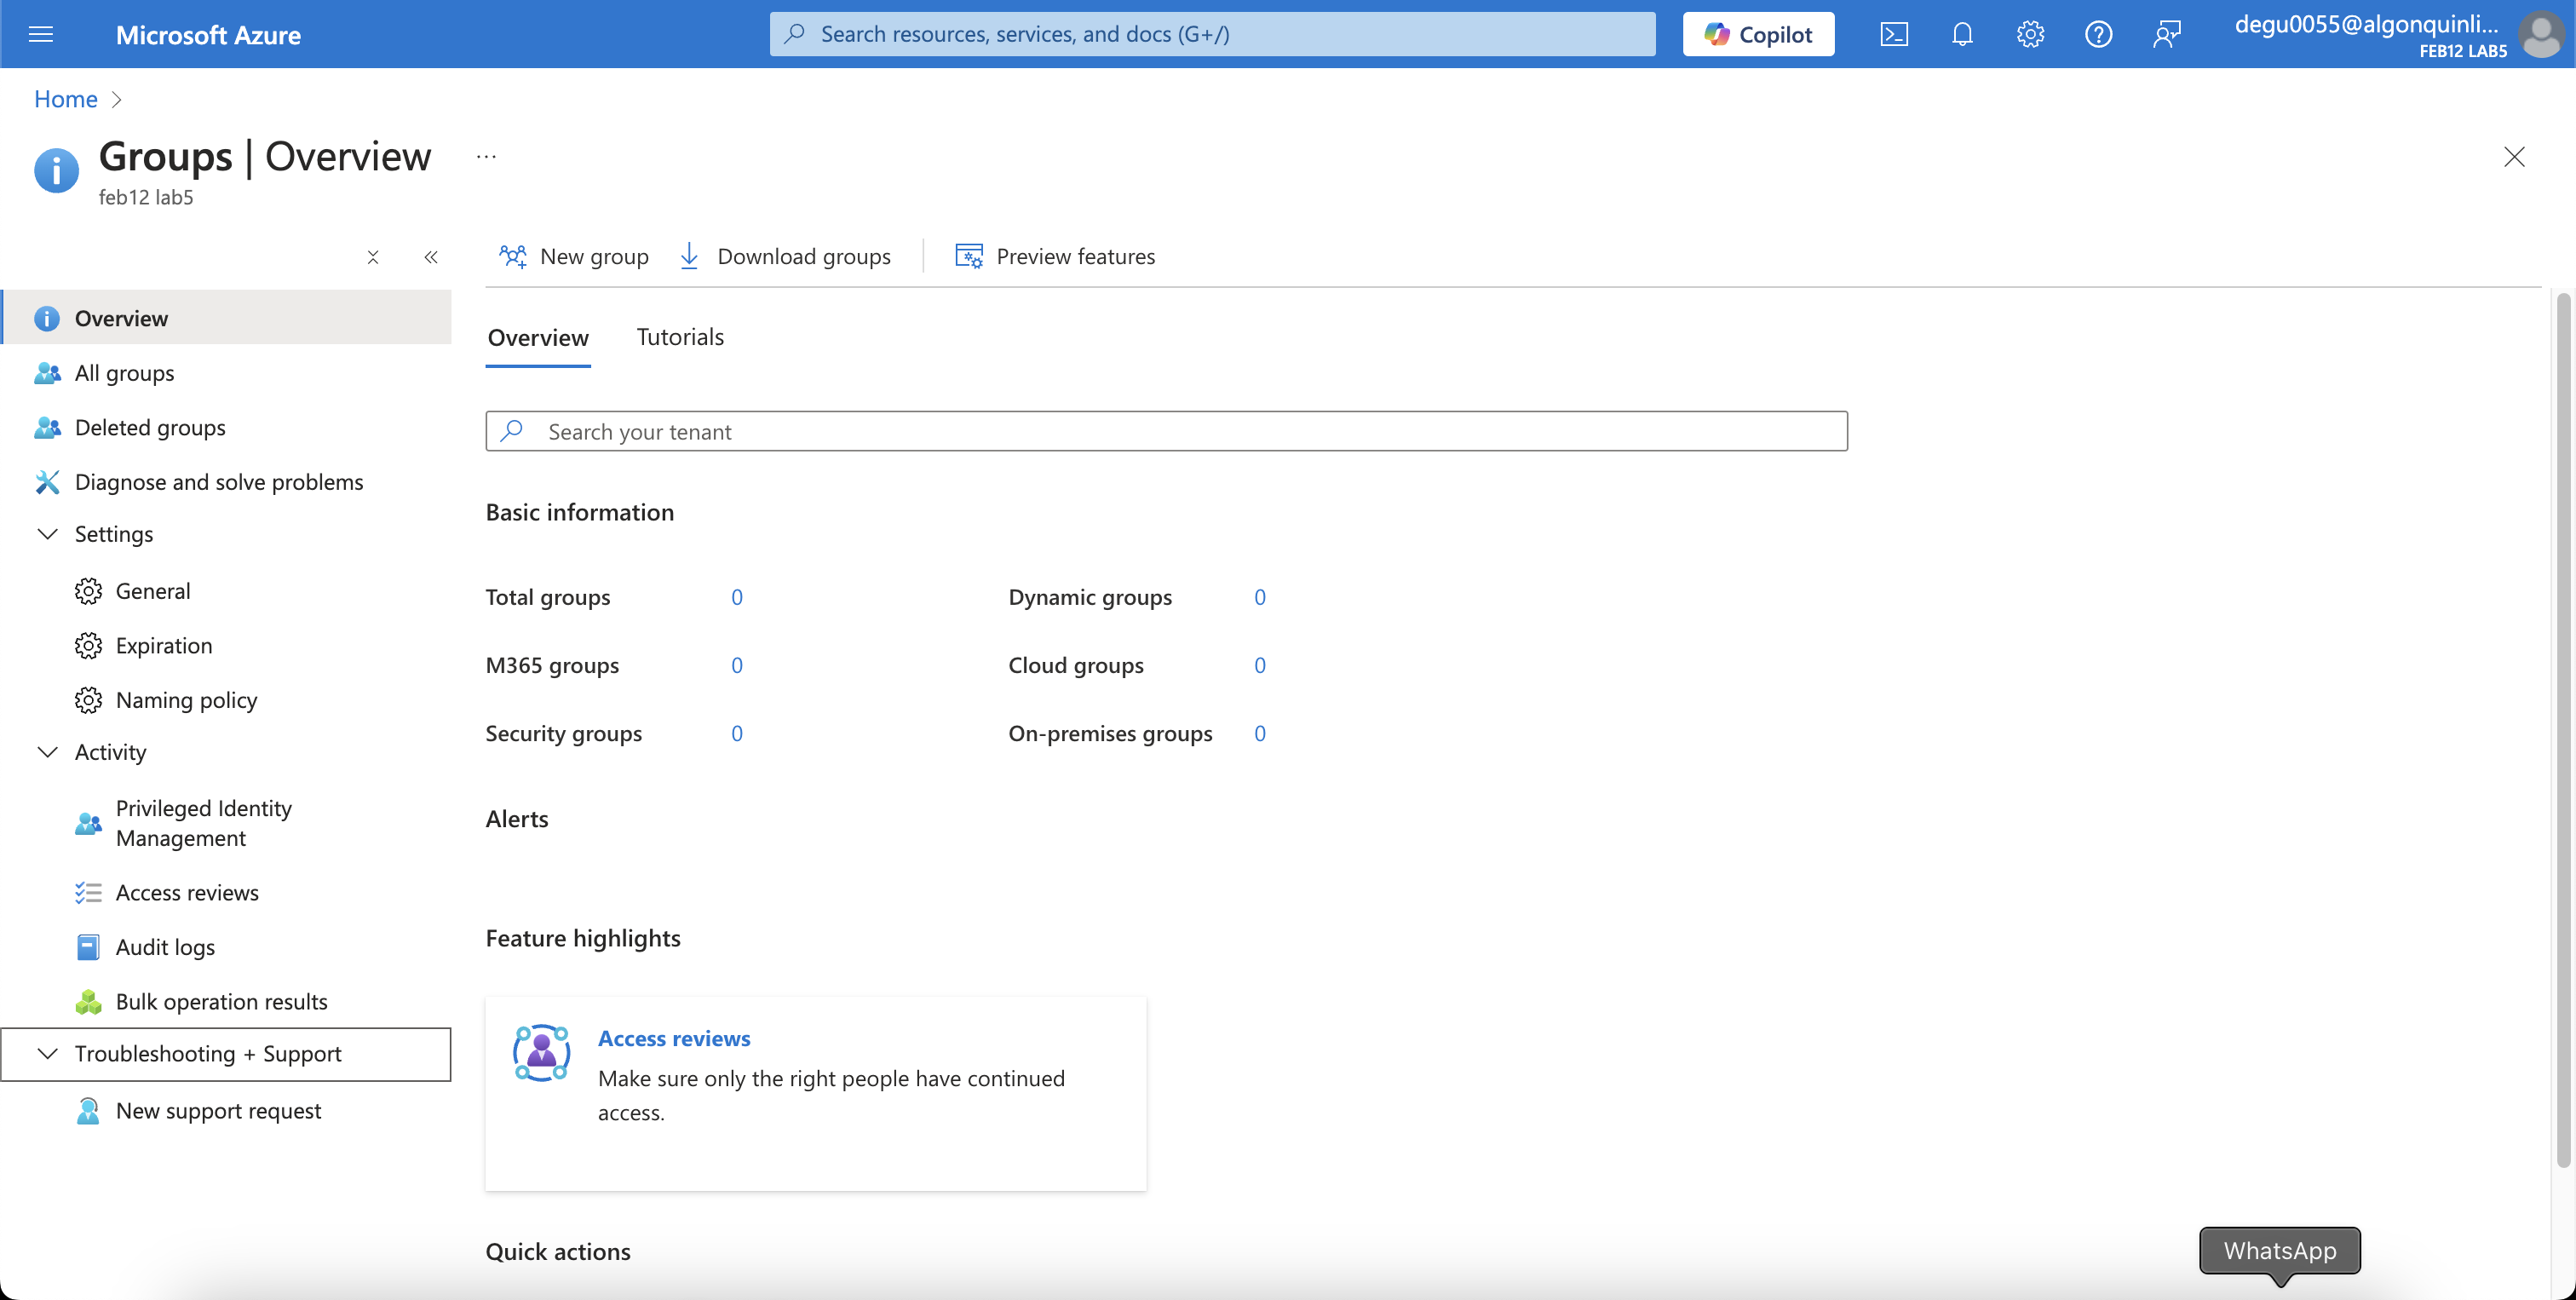 Microsoft Azure
Search resources, services, and docs (G+/)
Copilot
degu0055@algonquinli...
FEB12 LAB5
Home
Groups | Overview ...
feb12 lab5
New group
Download groups
Preview features
Overview
All groups
Deleted groups
Diagnose and solve problems
Settings
General
Expiration
Naming policy
Activity
Privileged Identity
Management
Access reviews
Audit logs
Bulk operation results
Troubleshooting + Support
New support request
Overview
Tutorials
Search your tenant
Basic information
Total groups 0
Dynamic groups 0
M365 groups 0
Cloud groups 0
Security groups 0
On-premises groups 0
Alerts
Feature highlights
Access reviews
Make sure only the right people have continued
access.
Quick actions
WhatsApp